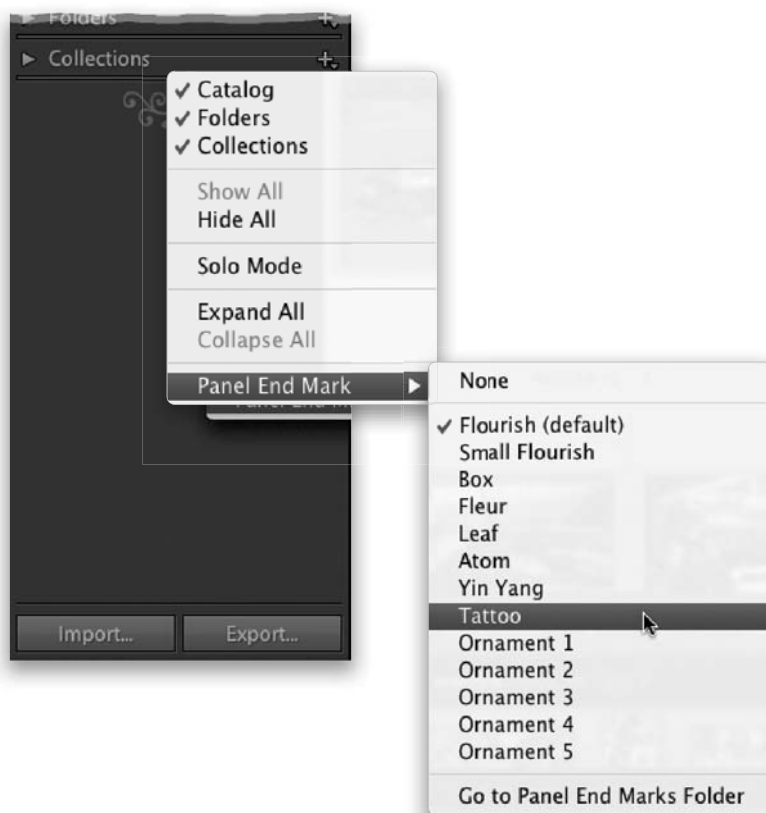 Folders
Collections
Catalog
Folders
Collections
Show All
Hide All
Solo Mode
Expand All
Collapse All
Panel End Mark
None
Flourish (default)
Small Flourish
Box
Fleur
Leaf
Atom
Yin Yang
Tattoo
Ornament 1
Ornament 2
Ornament 3
Ornament 4
Ornament 5
Go to Panel End Marks Folder
Import...
Export...